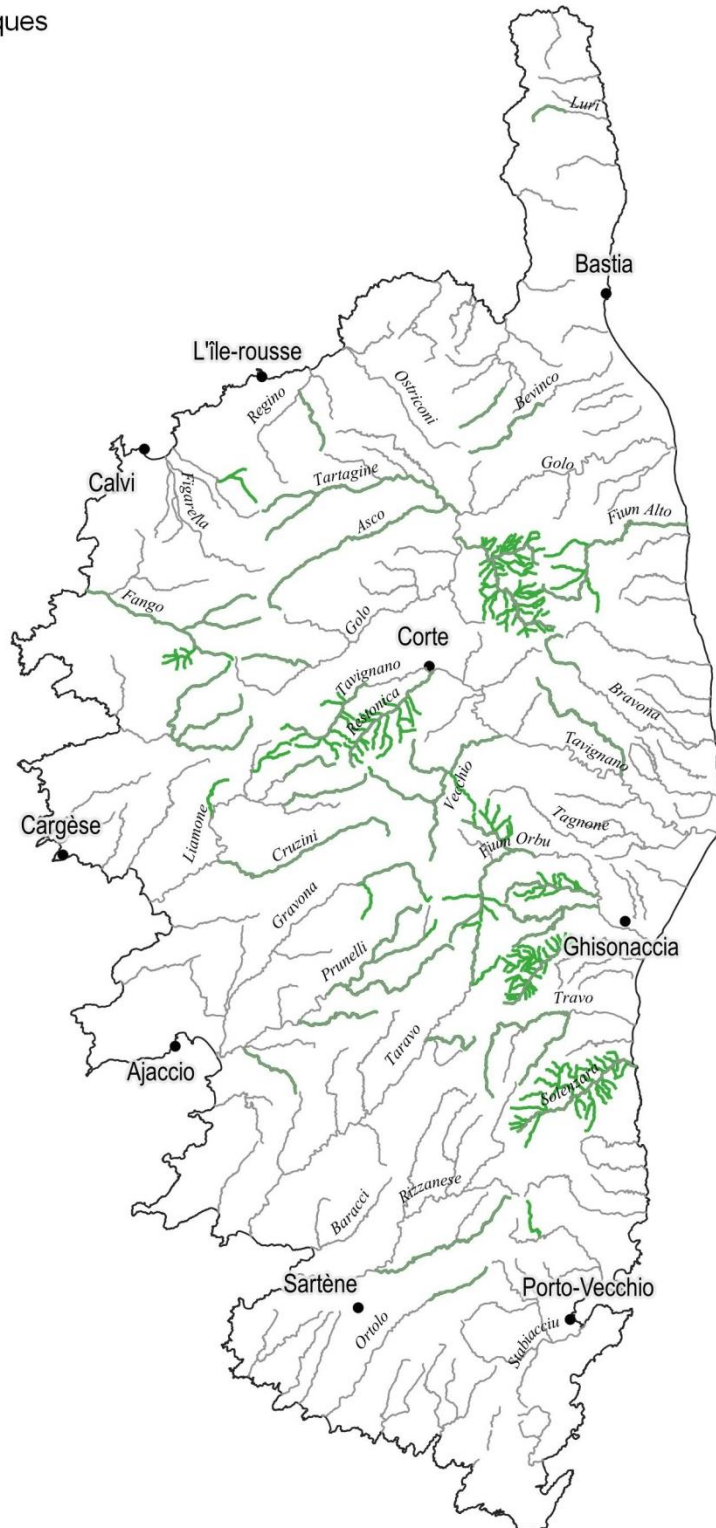 ques
Luri
Bastia
L'île-rousse
Regino
Ostriconi
Bevinco
Calvi
Figarella
Tartagine
Golo
Asco
Fium Alto
Fango
Golo
Corte
Tavignano
Restonica
Bravona
Tavignano
Vecchio
Liamone
Cargèse
Cruzini
Tagnone
Fium Orbu
Gravona
Ghisonaccia
Prunelli
Travo
Taravo
Ajaccio
Solenzara
Rizzanese
Baracci
Sartène
Porto-Vecchio
Ortolo
Stabiacciu